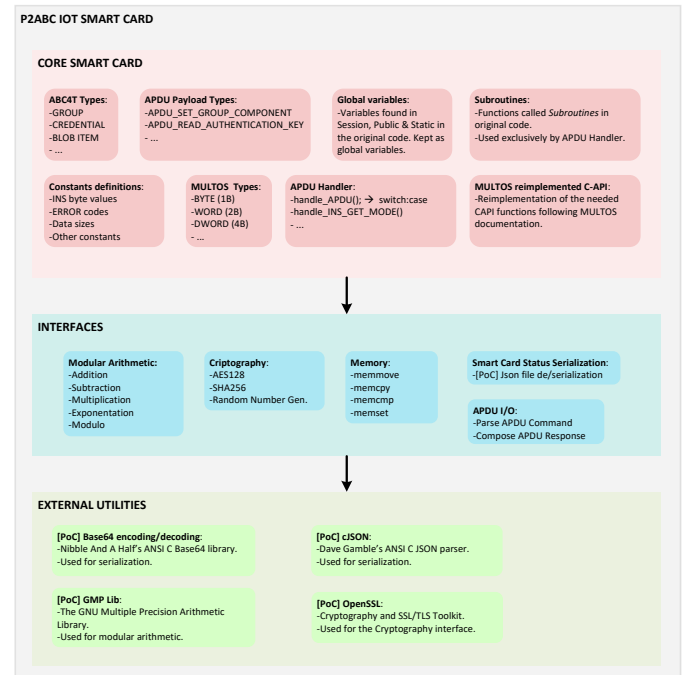 P2ABC IOT SMART CARD
CORE SMART CARD
ABC4T Types:
-GROUP
-CREDENTIAL
-BLOB ITEM
- ...
APDU Payload Types:
-APDU_SET_GROUP_COMPONENT
-APDU_READ_AUTHENTICATION_KEY
- ...
Global variables:
-Variables found in
Session, Public & Static in
the original code. Kept as
global variables.
Subroutines:
-Functions called Subroutines in
original code.
-Used exclusively by APDU Handler.
Constants definitions:
-INS byte values
-ERROR codes
-Data sizes
-Other constants
MULTOS Types:
-BYTE (1B)
-WORD (2B)
-DWORD (4B)
- ...
APDU Handler:
-handle_APDU(); → switch:case
-handle_INS_GET_MODE()
- ...
MULTOS reimplemented C-API:
-Reimplementation of the needed
CAPI functions following MULTOS
documentation.
INTERFACES
Modular Arithmetic:
-Addition
-Subtraction
-Multiplication
-Exponentation
-Modulo
Criptography:
-AES128
-SHA256
-Random Number Gen.
Memory:
-memmove
-memcpy
-memcmp
-memset
Smart Card Status Serialization:
-[PoC] Json file de/serialization
APDU I/O:
-Parse APDU Command
-Compose APDU Response
EXTERNAL UTILITIES
[PoC] Base64 encoding/decoding:
-Nibble And A Half's ANSI C Base64 library.
-Used for serialization.
[PoC] cJSON:
-Dave Gamble's ANSI C JSON parser.
-Used for serialization.
[PoC] GMP Lib:
-The GNU Multiple Precision Arithmetic
Library.
-Used for modular arithmetic.
[PoC] OpenSSL:
-Cryptography and SSL/TLS Toolkit.
-Used for the Cryptography interface.